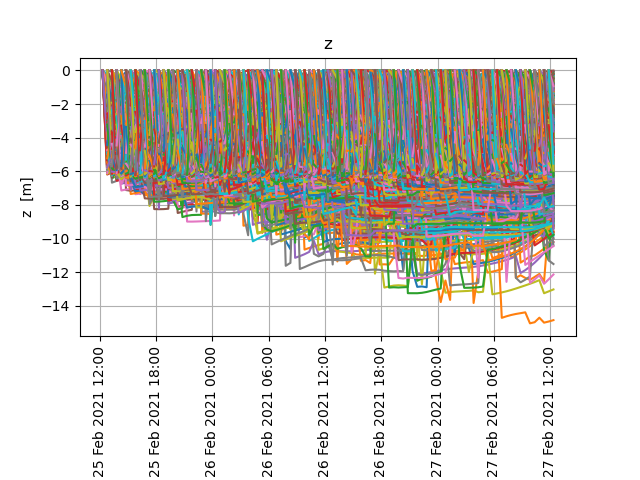 z
0
−2
−4
−6
−8
−10
−12
−14
z [m]
25 Feb 2021 12:00
25 Feb 2021 18:00
26 Feb 2021 00:00
26 Feb 2021 06:00
26 Feb 2021 12:00
26 Feb 2021 18:00
27 Feb 2021 00:00
27 Feb 2021 06:00
27 Feb 2021 12:00